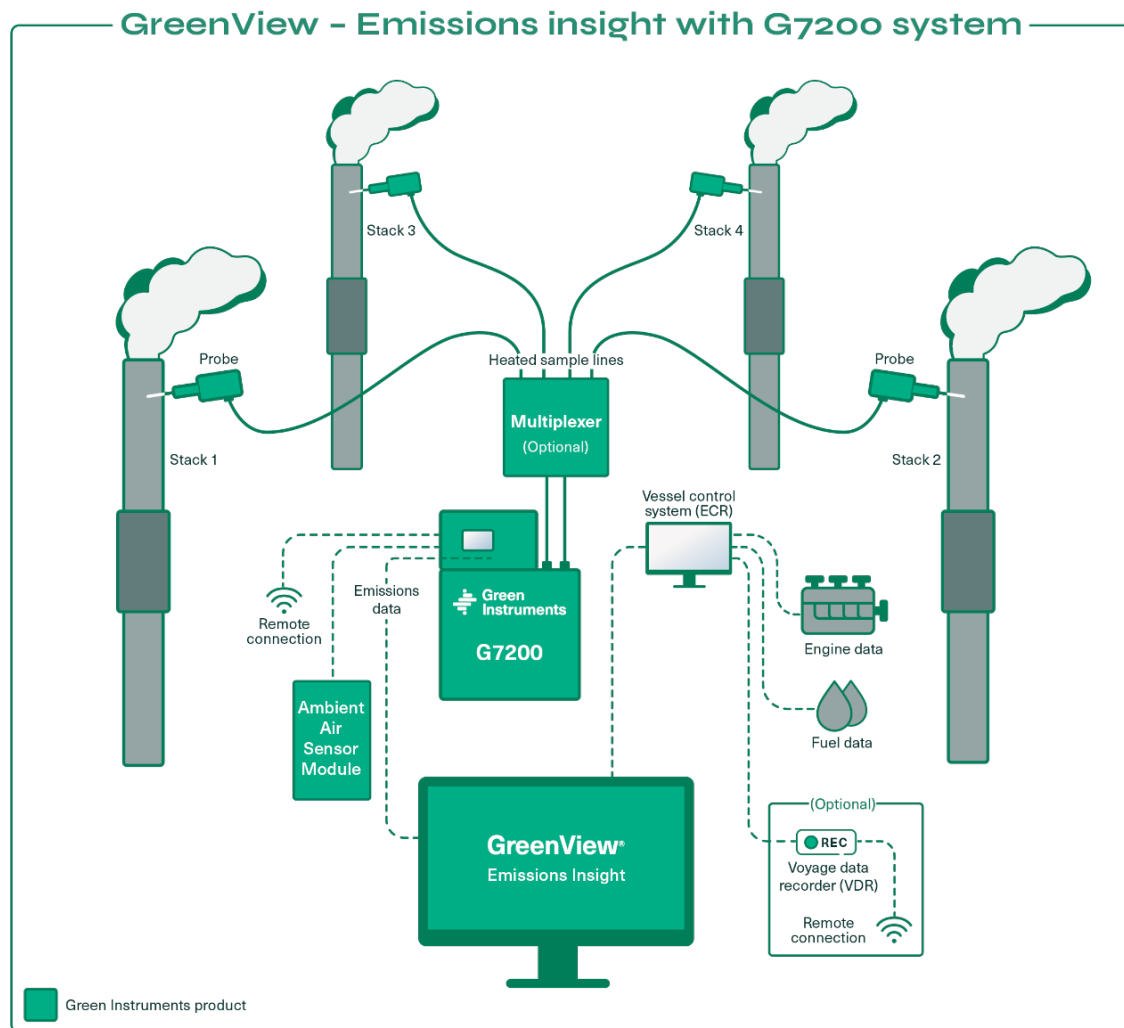 GreenView – Emissions insight with G7200 system
Stack 3
Stack 4
Probe
Heated sample lines
Probe
Multiplexer
(Optional)
Stack 1
Stack 2
Vessel control
system (ECR)
Emissions
data
Green
Instruments
G7200
Remote
connection
Engine data
Ambient
Air
Sensor
Module
Fuel data
(Optional)
REC
Voyage data
recorder (VDR)
Remote
connection
GreenView®
Emissions Insight
Green Instruments product